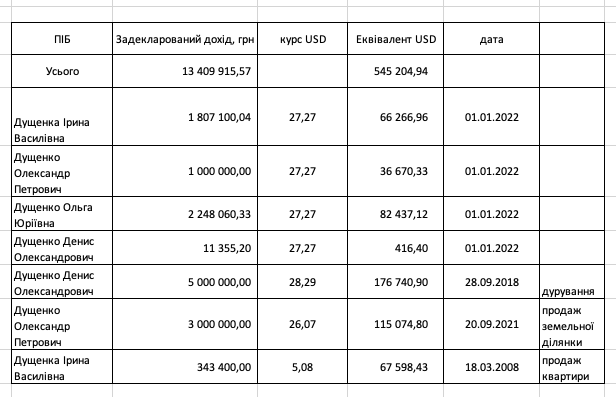 ПІБ Задекларований дохід, грн курс USD Еквівалент USD дата
Усього 13 409 915,57 545 204,94
Дущенка Ірина
Василівна 1 807 100,04 27,27 66 266,96 01.01.2022
Дущенко
Олександр
Петрович 1 000 000,00 27,27 36 670,33 01.01.2022
Дущенко Ольга
Юріївна 2 248 060,33 27,27 82 437,12 01.01.2022
Дущенко Денис
Олександрович 11 355,20 27,27 416,40 01.01.2022
Дущенко Денис
Олександрович 5 000 000,00 28,29 176 740,90 28.09.2018 дурування
Дущенко
Олександр
Петрович 3 000 000,00 26,07 115 074,80 20.09.2021 продаж
земельної
ділянки
Дущенка Ірина
Василівна 343 400,00 5,08 67 598,43 18.03.2008 продаж
квартири